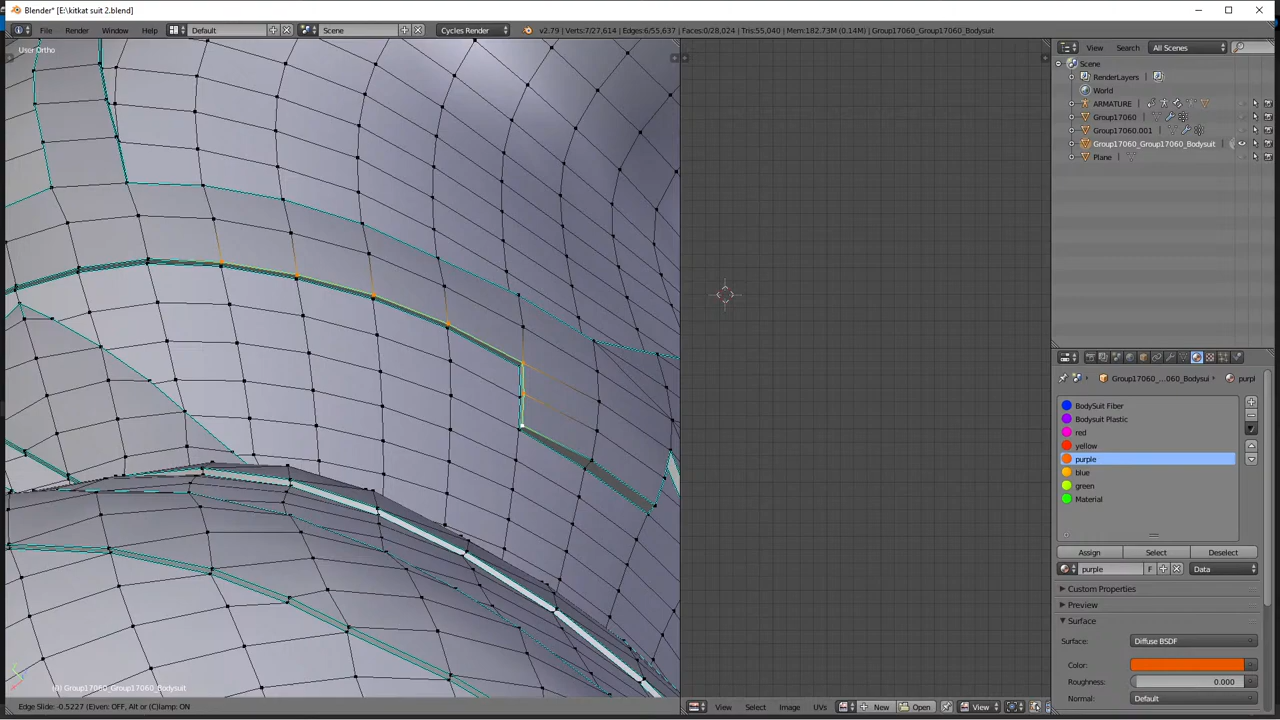 Blender* [E:\kitkat suit 2.blend]
File Render Window Help Default Scene Cycles Render v2.79 | Verts:7/27,614 | Edges:6/55,637 | Faces:0/28,024 | Tris:55,040 | Mem:182.73M (0.14M) | Group17060_Group17060_Bodysuit
User Ortho
View Search All Scenes
Scene
RenderLayers
World
ARMATURE
Group17060
Group17060.001
Group17060_Group17060_Bodysuit
Plane
Group17060_...060_Bodysui purpl
BodySuit Fiber
Bodysuit Plastic
red
yellow
purple
blue
green
Material
Assign Select Deselect
purple F Data
Custom Properties
Preview
Surface
Surface: Diffuse BSDF
Color:
Roughness: 0.000
Normal: Default
(0) Group17060_Group17060_Bodysuit
Edge Slide: -0.5227 (Even: OFF, Alt or (C)lamp: ON
View Select Image UVs New Open View